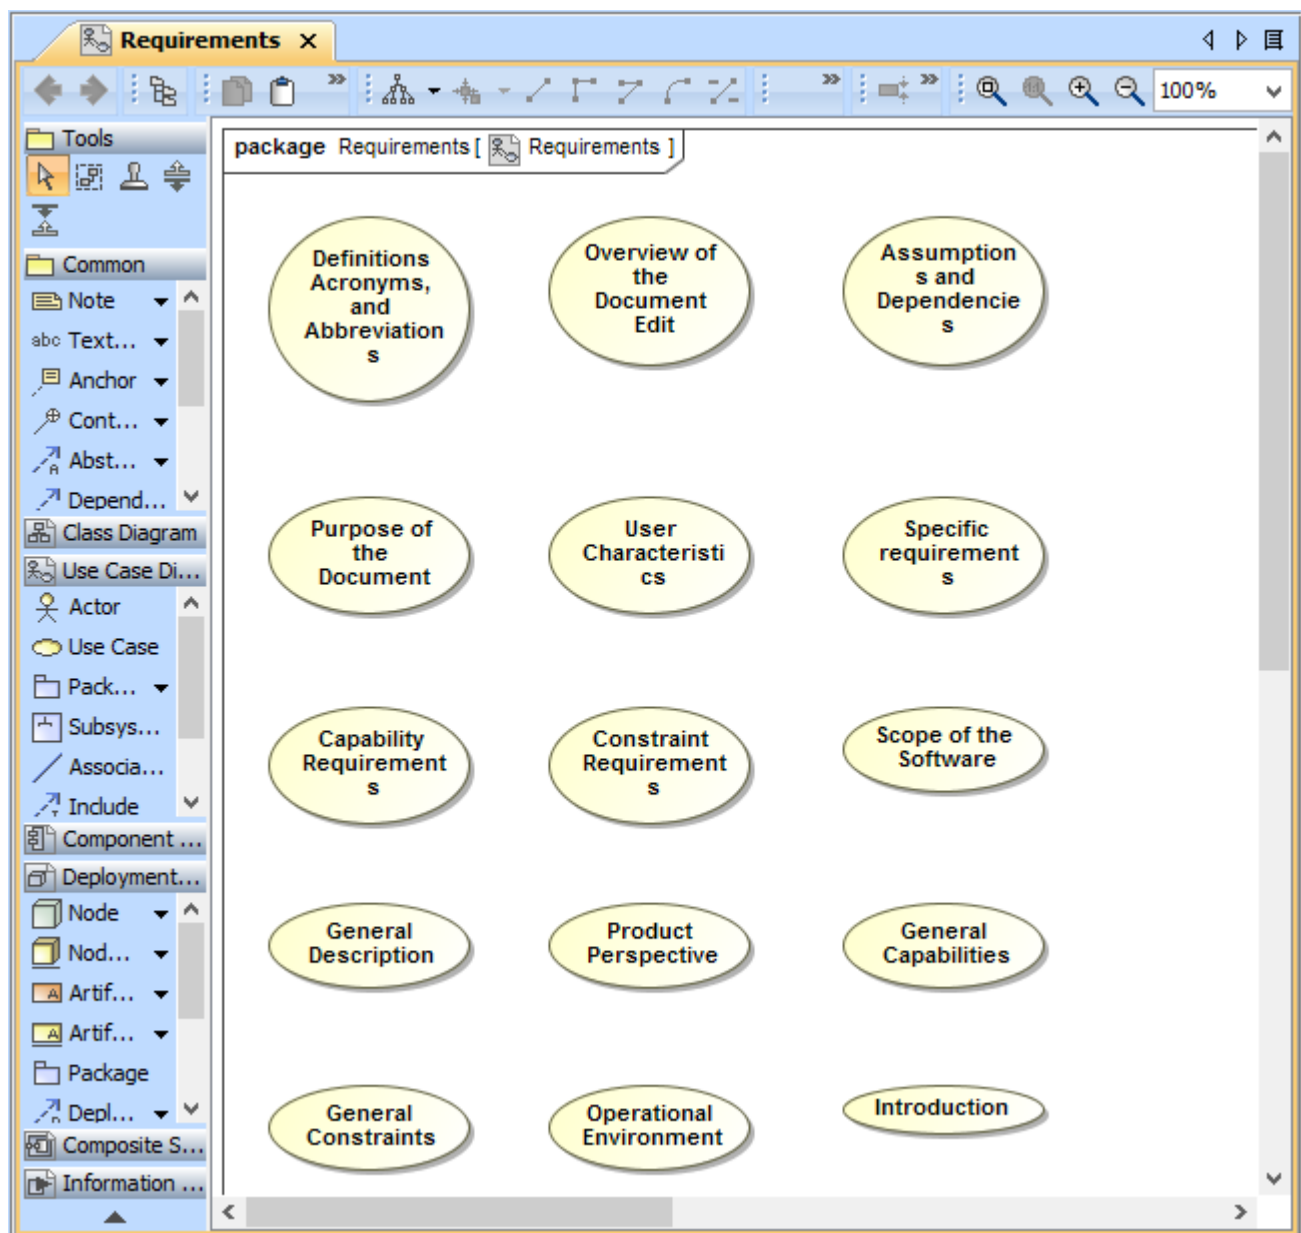 Requirements
100%
Tools
Common
Note
abc Text...
Anchor
Cont...
Abst...
Depend...
Class Diagram
Use Case Di...
Actor
Use Case
Pack...
Subsys...
Associa...
Include
Component ...
Deployment...
Node
Nod...
Artif...
Artif...
Package
Depl...
Composite S...
Information ...
package Requirements [ Requirements ]
Definitions
Acronyms,
and
Abbreviation
s
Overview of
the
Document
Edit
Assumption
s and
Dependencie
s
Purpose of
the
Document
User
Characteristi
cs
Specific
requirement
s
Capability
Requirement
s
Constraint
Requirement
s
Scope of the
Software
General
Description
Product
Perspective
General
Capabilities
General
Constraints
Operational
Environment
Introduction